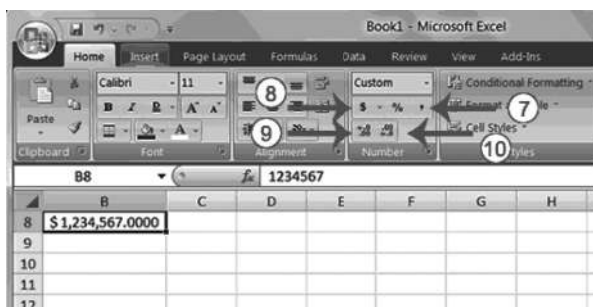 Book1 - Microsoft Excel
Home Insert Page Layout Formulas Data Review View Add-Ins
Calibri 11 Custom Conditional Formatting
8 7
B I A A $ % , Format
Paste
9 A Cell Styles
10
Clipboard Font Alignment Number
B8 fx 1234567
B C D E F G H
8 $ 1,234,567.0000
9
10
11
12